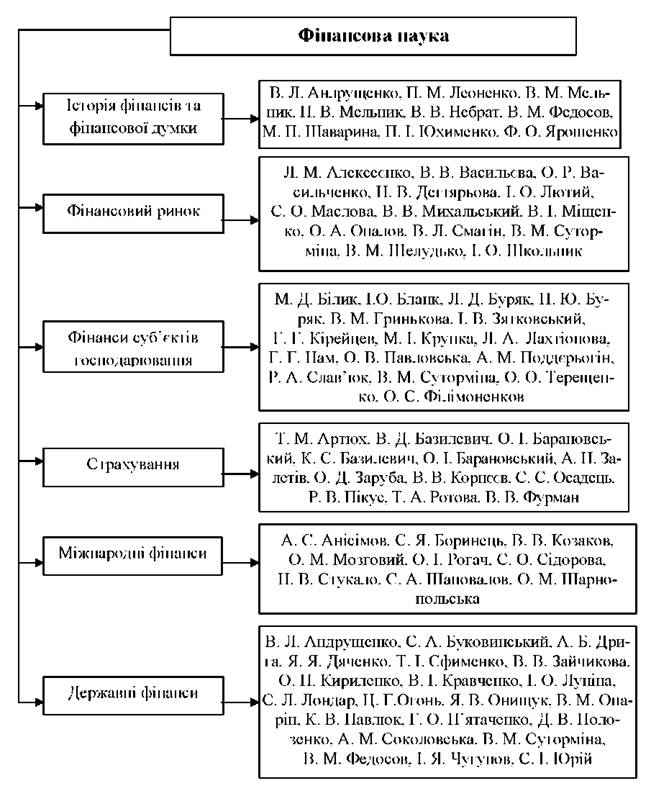 Фінансова наука
Історія фінансів та
фінансової думки
В. Л. Андрущенко, П. М. Леоненко, В. М. Мель-
ник, П. В. Мельник, В. В. Небрат, В. М. Федосов,
М. П. Шаварина, П. І. Юхименко, Ф. О. Ярошенко
Фінансовий ринок
Л. М. Алексеєнко, В. В. Васильєва, О. Р. Ва-
сильченко, Н. В. Дегтярьова, І. О. Лютий,
С. О. Маслова, В. В. Михальський, В. І. Міщен-
ко, О. А. Опалов, В. Л. Смагін, В. М. Сутор-
міна, В. М. Шелудько, І. О. Школьник
Фінанси суб’єктів
господарювання
М. Д. Білик, І.О. Бланк, Л. Д. Буряк, П. Ю. Бу-
ряк, В. М. Гринькова, І. В. Зятковський,
Г. Г. Кірейцев, М. І. Крупка, Л. А. Лахтіонова,
Г. Г. Нам, О. В. Павловська, А. М. Поддєрьогін,
Р. А. Слав’юк, В. М. Суторміна, О. О. Терещен-
ко, О. С. Філімоненков
Страхування
Т. М. Артюх, В. Д. Базилевич, О. І. Барановсь-
кий, К. С. Базилевич, О. І. Барановський, А. Н. За-
лєтів, О. Д. Заруба, В. В. Корнєєв, С. С. Осадець,
Р. В. Пікус, Т. А. Ротова, В. В. Фурман
Міжнародні фінанси
А. С. Анісімов, С. Я. Боринець, В. В. Козаков,
О. М. Мозговий, О. І. Рогач, С. О. Сідорова,
Н. В. Стукало, С. А. Шаповалов, О. М. Шарно-
польська
Державні фінанси
В. Л. Андрущенко, С. А. Буковинський, А. Б. Дри-
га, Я. Я. Дяченко, Т. І. Єфименко, В. В. Зайчикова,
О. П. Кириленко, В. І. Кравченко, І. О. Луніна,
С. Л. Лондар, Ц. Г.Огонь, Я. В. Онищук, В. М. Опа-
рін, К. В. Павлюк, Г. О. П’ятаченко, Д. В. Поло-
зенко, А. М. Соколовська, В. М. Суторміна,
В. М. Федосов, І. Я. Чугунов, С. І. Юрій